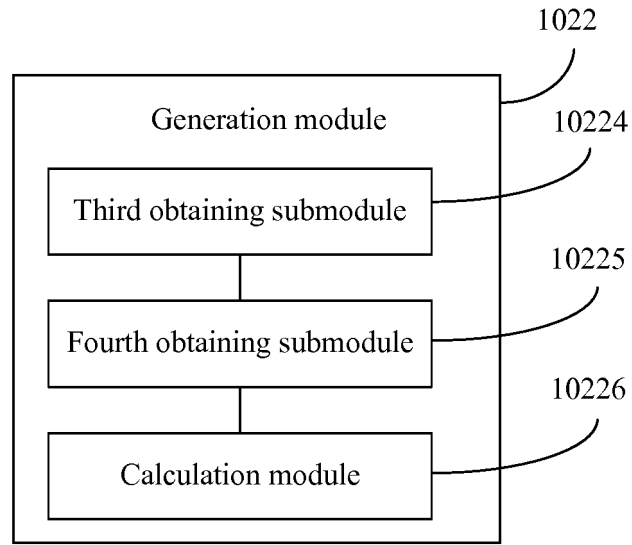 1022
Generation module
10224
Third obtaining submodule
10225
Fourth obtaining submodule
10226
Calculation module